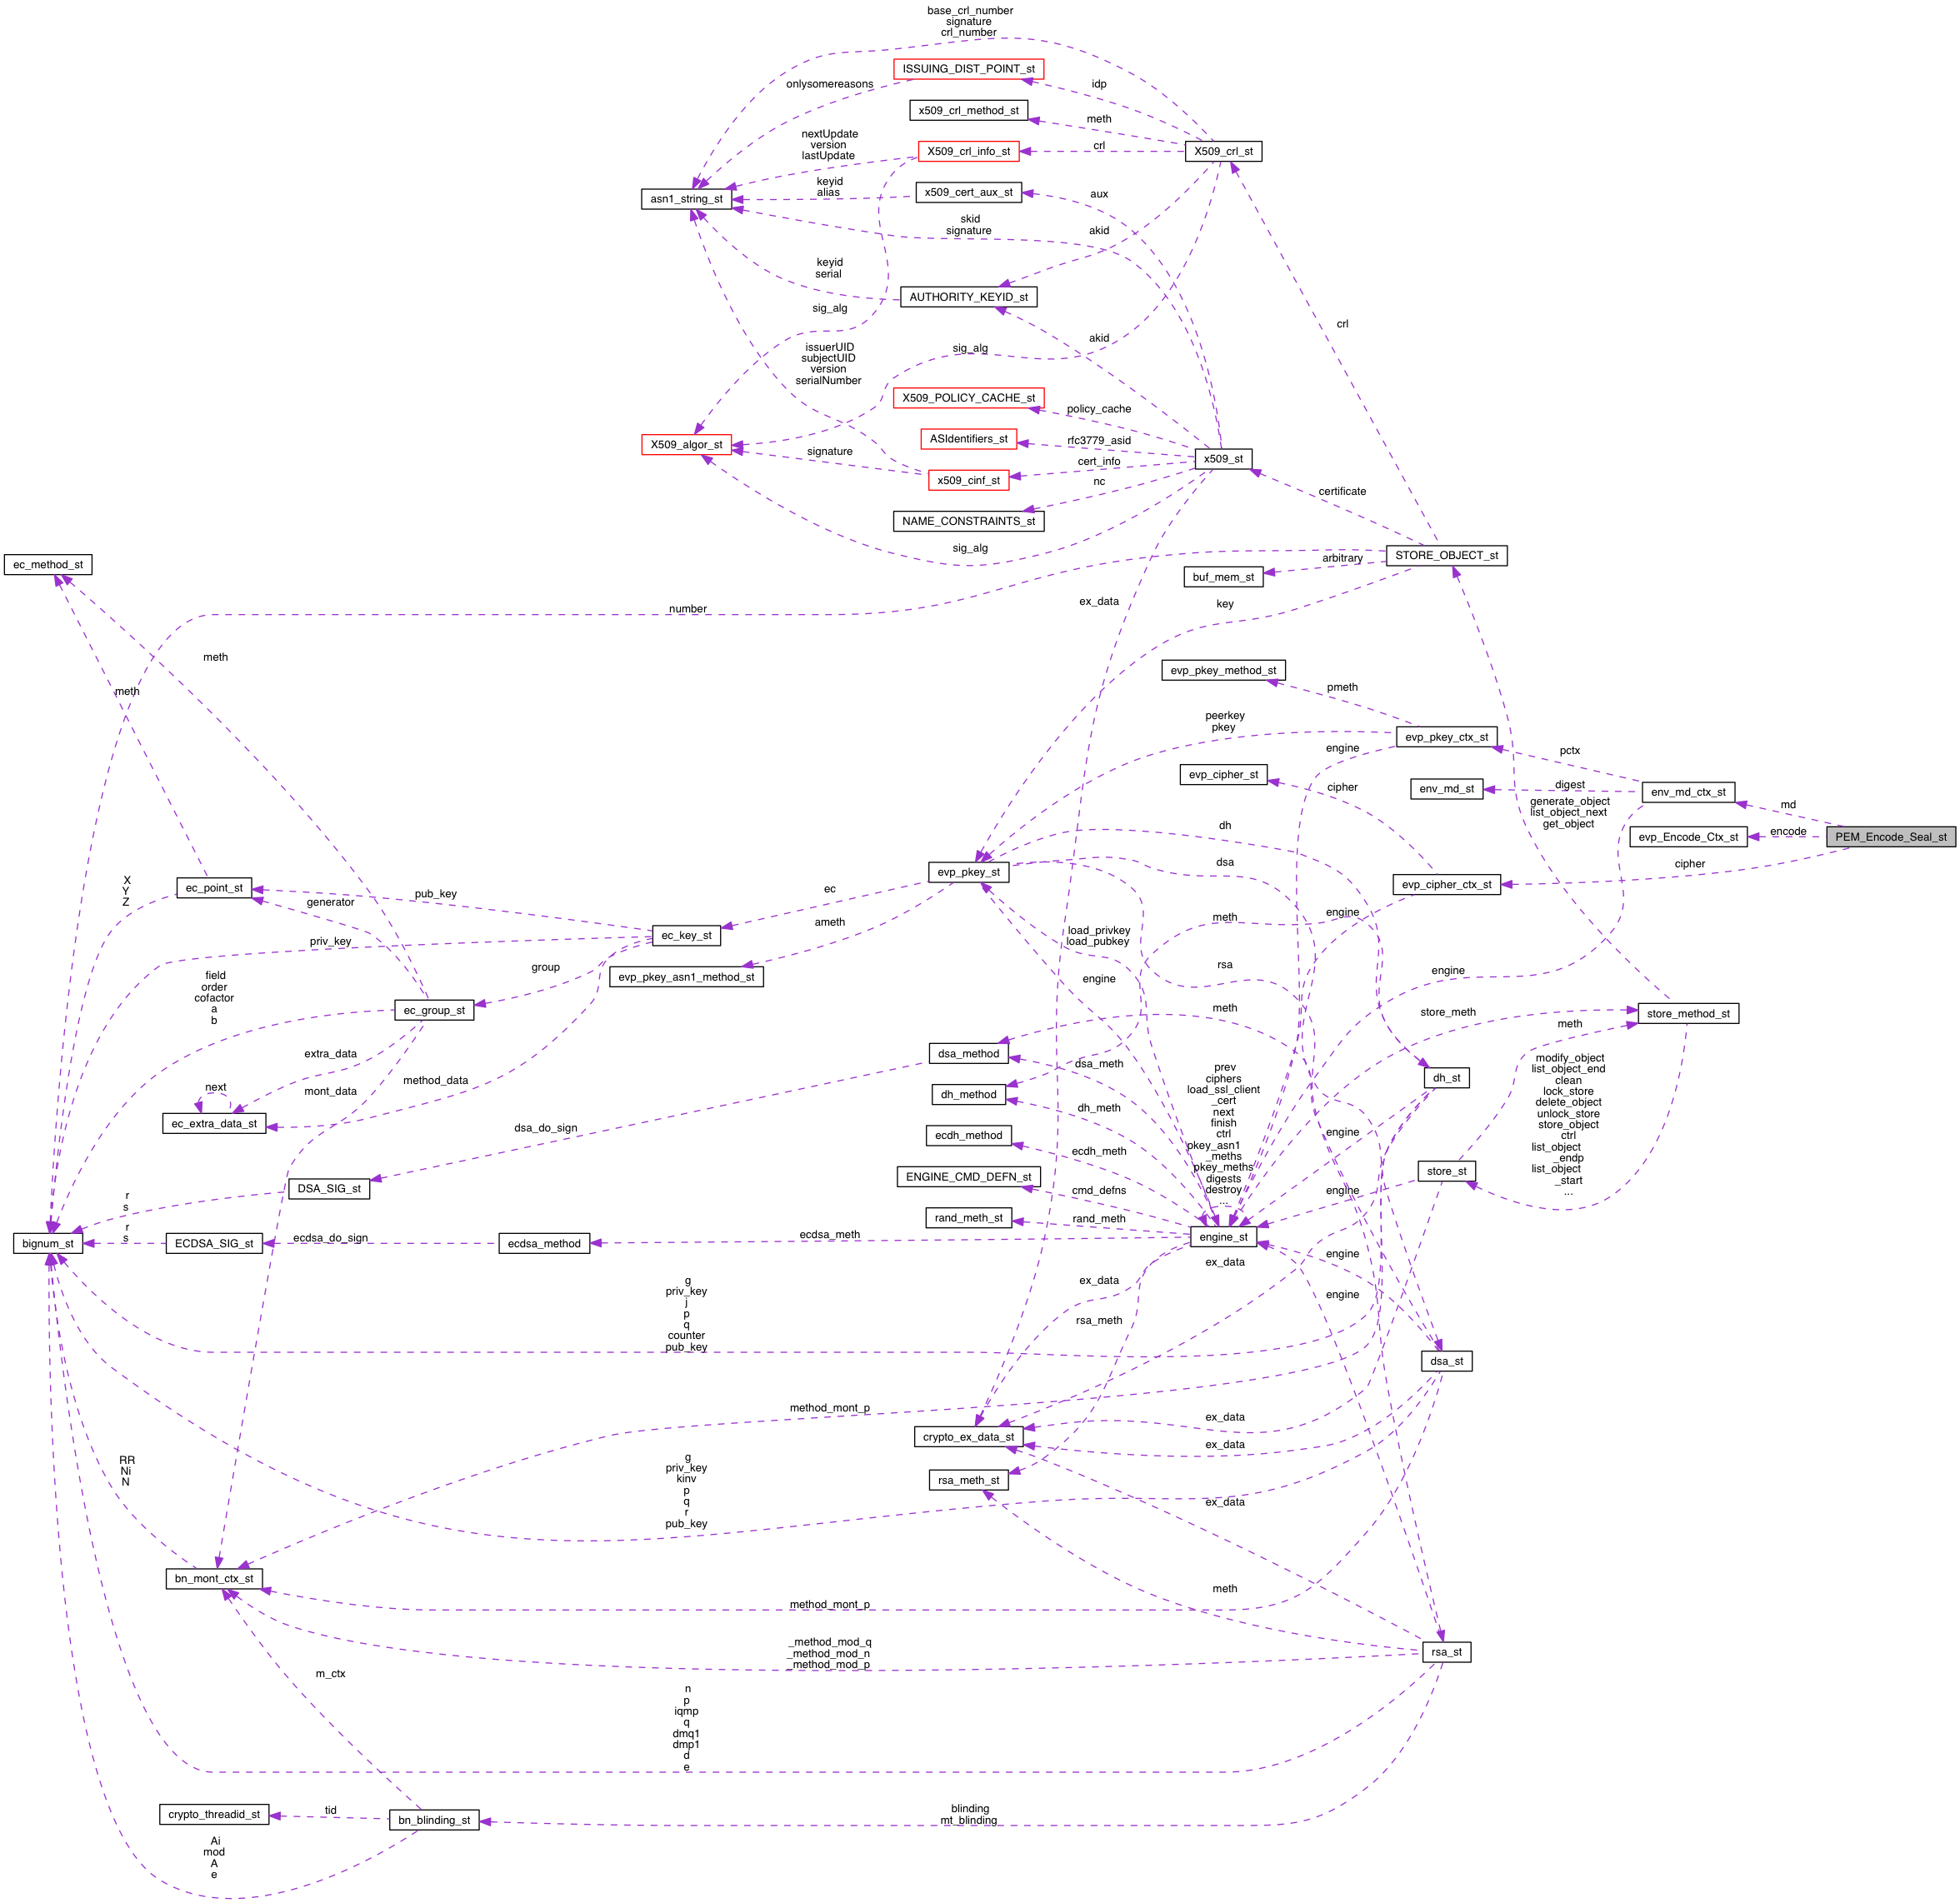 base_crl_number
signature
crl_number
ISSUING_DIST_POINT_st
onlysomereasons
idp
x509_crl_method_st
meth
nextUpdate
version
lastUpdate
X509_crl_info_st
crl
X509_crl_st
keyid
alias
x509_cert_aux_st
aux
asn1_string_st
skid
signature
akid
keyid
serial
AUTHORITY_KEYID_st
sig_alg
crl
issuerUID
subjectUID
version
serialNumber
sig_alg
akid
X509_POLICY_CACHE_st
policy_cache
X509_algor_st
ASIdentifiers_st
rfc3779_asid
signature
x509_st
cert_info
x509_cinf_st
nc
certificate
NAME_CONSTRAINTS_st
sig_alg
STORE_OBJECT_st
ec_method_st
arbitrary
buf_mem_st
number
ex_data
key
meth
evp_pkey_method_st
meth
pmeth
peerkey
pkey
evp_pkey_ctx_st
engine
pctx
evp_cipher_st
cipher
env_md_st
digest
env_md_ctx_st
generate_object
list_object_next
get_object
md
dh
evp_Encode_Ctx_st
encode
PEM_Encode_Seal_st
dsa
cipher
evp_pkey_st
evp_cipher_ctx_st
X
Y
Z
ec_point_st
pub_key
ec
generator
ameth
meth
engine
load_privkey
load_pubkey
priv_key
ec_key_st
group
evp_pkey_asn1_method_st
engine
rsa
engine
field
order
cofactor
a
b
ec_group_st
meth
store_meth
store_method_st
meth
extra_data
dsa_method
dsa_meth
next
mont_data
method_data
prev
ciphers
load_ssl_client
_cert
next
finish
ctrl
pkey_asn1
_meths
pkey_meths
digests
destroy
...
modify_object
list_object_end
clean
lock_store
delete_object
unlock_store
store_object
ctrl
list_object
_endp
list_object
_start
...
dh_st
dh_method
dh_meth
ec_extra_data_st
dsa_do_sign
ecdh_method
ecdh_meth
engine
ENGINE_CMD_DEFN_st
cmd_defns
store_st
DSA_SIG_st
engine
r
s
rand_meth_st
rand_meth
r
s
bignum_st
ECDSA_SIG_st
ecdsa_do_sign
ecdsa_method
ecdsa_meth
engine_st
engine
ex_data
g
priv_key
j
p
q
counter
pub_key
ex_data
engine
rsa_meth
dsa_st
method_mont_p
ex_data
crypto_ex_data_st
ex_data
RR
Ni
N
g
priv_key
kinv
p
q
r
pub_key
rsa_meth_st
ex_data
bn_mont_ctx_st
meth
method_mont_p
_method_mod_q
_method_mod_n
_method_mod_p
rsa_st
m_ctx
n
p
iqmp
q
dmq1
dmp1
d
e
crypto_threadid_st
tid
bn_blinding_st
blinding
mt_blinding
Ai
mod
A
e